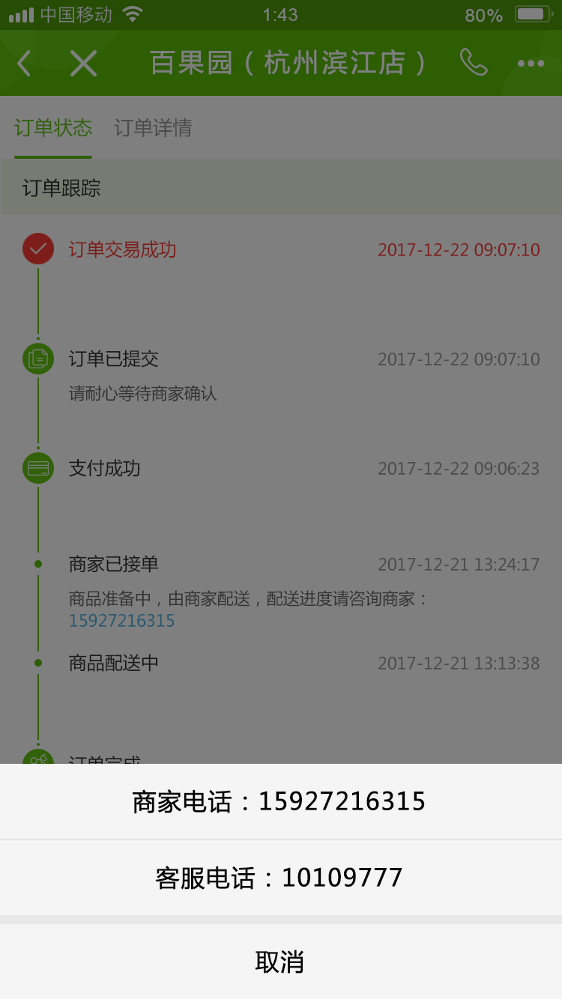 中国移动 1:43 80%
百果园（杭州滨江店）
订单状态 订单详情
订单跟踪
订单交易成功 2017-12-22 09:07:10
订单已提交 2017-12-22 09:07:10
请耐心等待商家确认
支付成功 2017-12-22 09:06:23
商家已接单 2017-12-21 13:24:17
商品准备中，由商家配送，配送进度请咨询商家：
15927216315
商品配送中 2017-12-21 13:13:38
订单完成
商家电话：15927216315
客服电话：10109777
取消